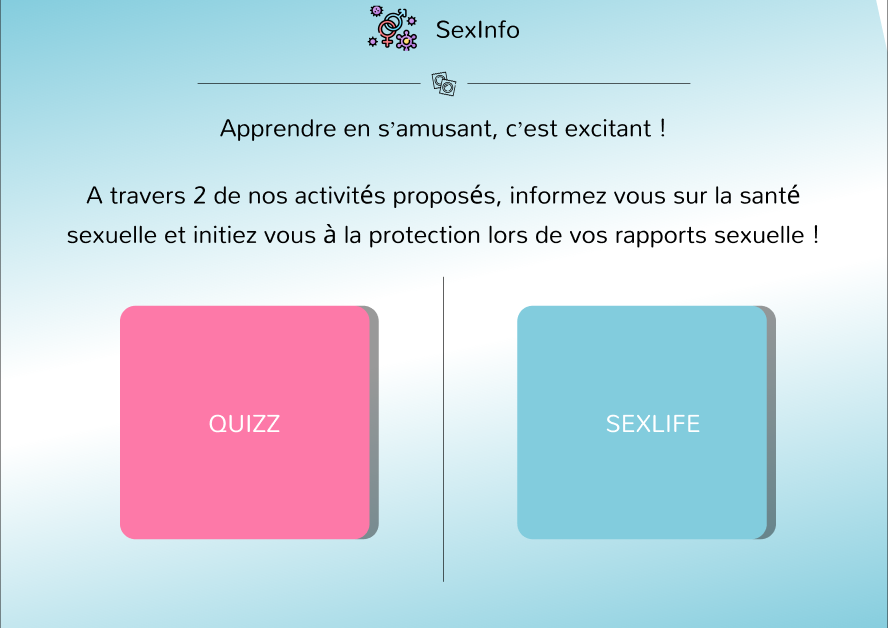 SexInfo
Apprendre en s'amusant, c'est excitant !
A travers 2 de nos activités proposés, informez vous sur la santé
sexuelle et initiez vous à la protection lors de vos rapports sexuelle !
QUIZZ
SEXLIFE